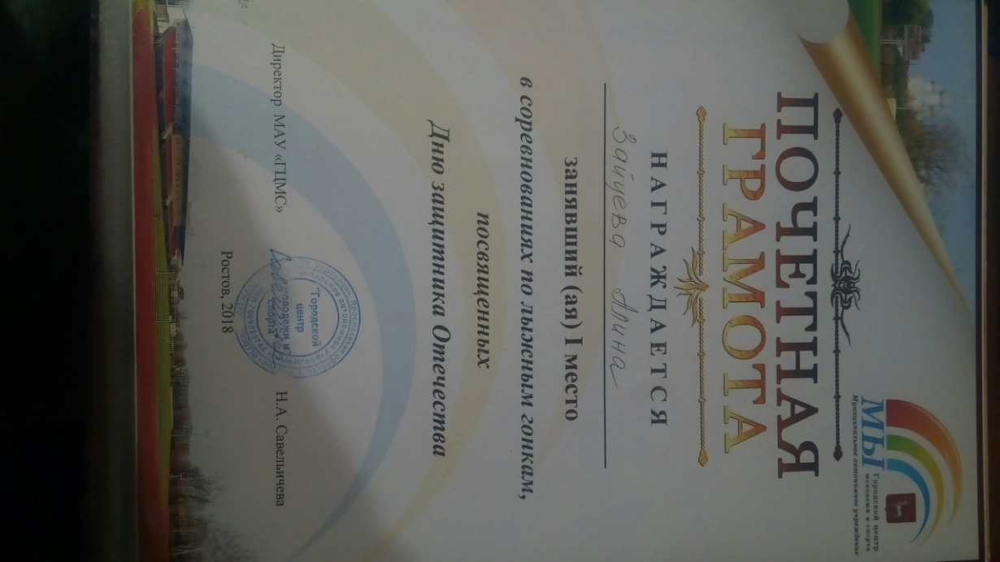 МЫ
Городской центр
молодежи и спорта
Муниципальное автономное учреждение
ПОЧЕТНАЯ
ГРАМОТА
НАГРАЖДАЕТСЯ
Зайцева Алина
занявший (ая) I место
в соревнованиях по лыжным гонкам,
посвященных
Дню защитника Отечества
Директор МАУ «ГЦМС» Н.А. Савельичева
"Городской
центр
молодежи и
спорта"
Ростов, 2018